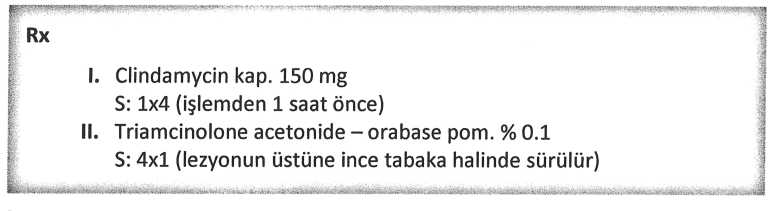 Rx
I. Clindamycin kap. 150 mg
S: 1x4 (işlemden 1 saat önce)
II. Triamcinolone acetonide – orabase pom. % 0.1
S: 4x1 (lezyonun üstüne ince tabaka halinde sürülür)